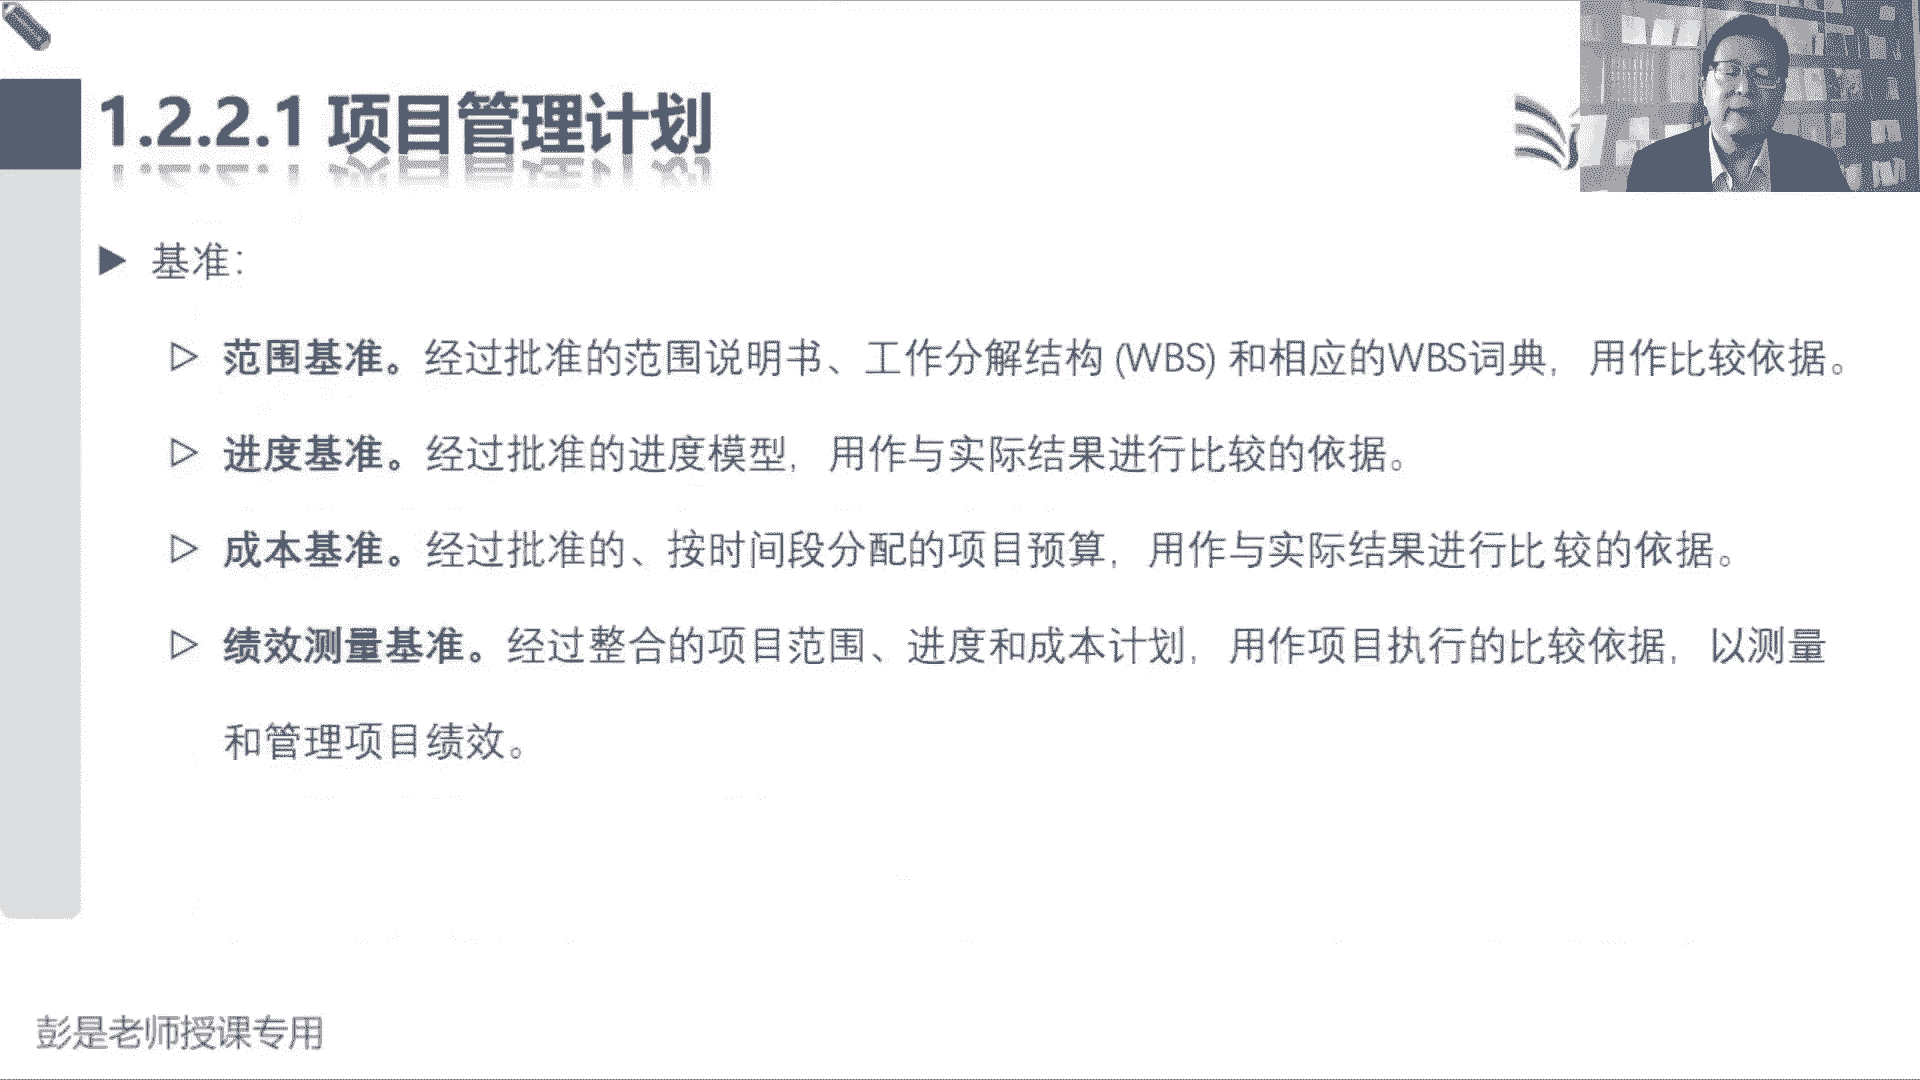 1.2.2.1 项目管理计划
基准：
范围基准。经过批准的范围说明书、工作分解结构 (WBS) 和相应的WBS词典，用作比较依据。
进度基准。经过批准的进度模型，用作与实际结果进行比较的依据。
成本基准。经过批准的、按时间段分配的项目预算，用作与实际结果进行比较的依据。
绩效测量基准。经过整合的项目范围、进度和成本计划，用作项目执行的比较依据，以测量
和管理项目绩效。
彭是老师授课专用